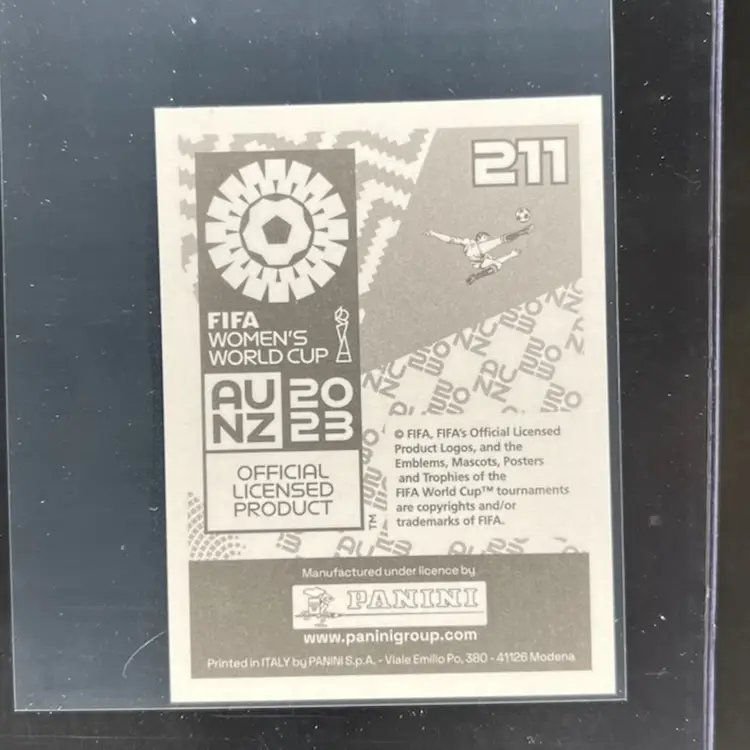 211
FIFA
WOMEN'S
WORLD CUP
AU 20
NZ 23
OFFICIAL
LICENSED
PRODUCT
TM
© FIFA, FIFA's Official Licensed
Product Logos, and the
Emblems, Mascots, Posters
and Trophies of the
FIFA World Cup™ tournaments
are copyrights and/or
trademarks of FIFA.
Manufactured under licence by
PANINI
www.paninigroup.com
Printed in ITALY by PANINI S.p.A. - Viale Emilio Po, 380 - 41126 Modena